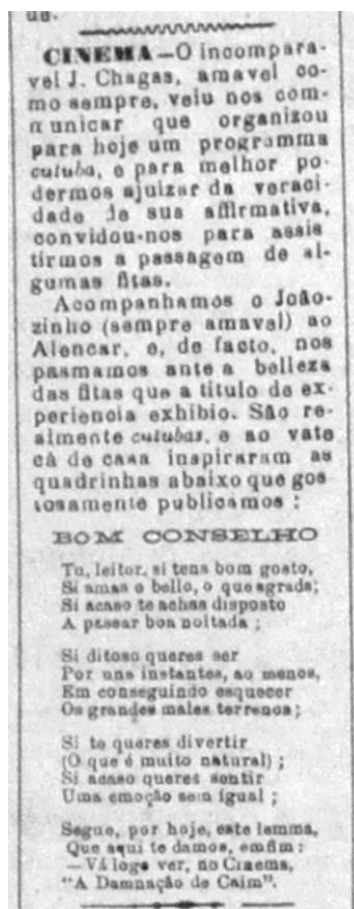 de.
CINEMA—O incompara-
vel J. Chagas, amavel co-
mo sempre, veiu nos com-
municar que organizou
para hoje um programma
cutuba, e para melhor po-
dermos ajuizar da veraci-
dade de sua affirmativa,
convidou-nos para assis
tirmos a passagem de al-
gumas fitas.
Acompanhamos o João-
zinho (sempre amavel) ao
Alencar, e, de facto, nos
pasmamos ante a belleza
das fitas que a titulo de ex-
periencia exhibio. São re-
almente cutubas, e ao vate
cá de casa inspiraram as
quadrinhas abaixo que gos
tosamente publicamos :
BOM CONSELHO
Tu, leitor, si tens bom gosto,
Si amas o bello, o que agrada;
Si acaso te achas disposto
A passar boa noitada ;
Si ditoso queres ser
Por uns instantes, ao menos,
Em conseguindo esquecer
Os grandes males terrenos ;
Si te queres divertir
(O que é muito natural) ;
Si acaso queres sentir
Uma emoção sem igual ;
Segue, por hoje, este lemma,
Que aqui te damos, emfim :
—Vá logo ver, no Cinema,
"A Damnação de Caim".